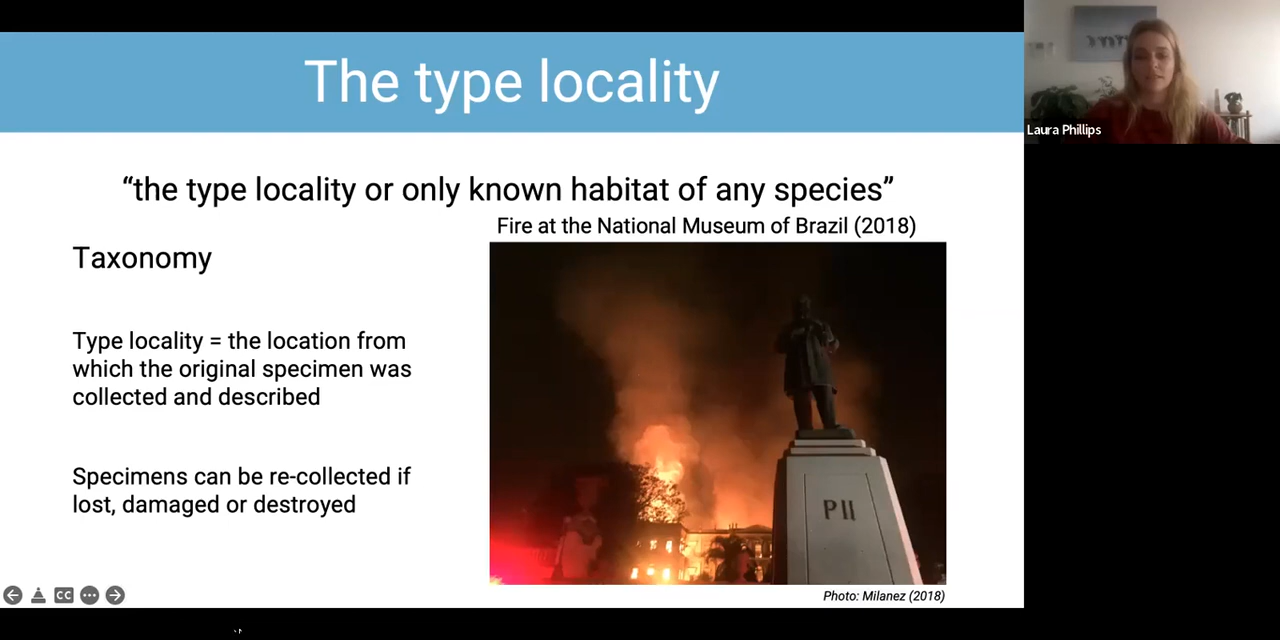 The type locality
Laura Phillips
“the type locality or only known habitat of any species”
Fire at the National Museum of Brazil (2018)
Taxonomy
Type locality = the location from
which the original specimen was
collected and described
Specimens can be re-collected if
lost, damaged or destroyed
PII
Photo: Milanez (2018)
CC